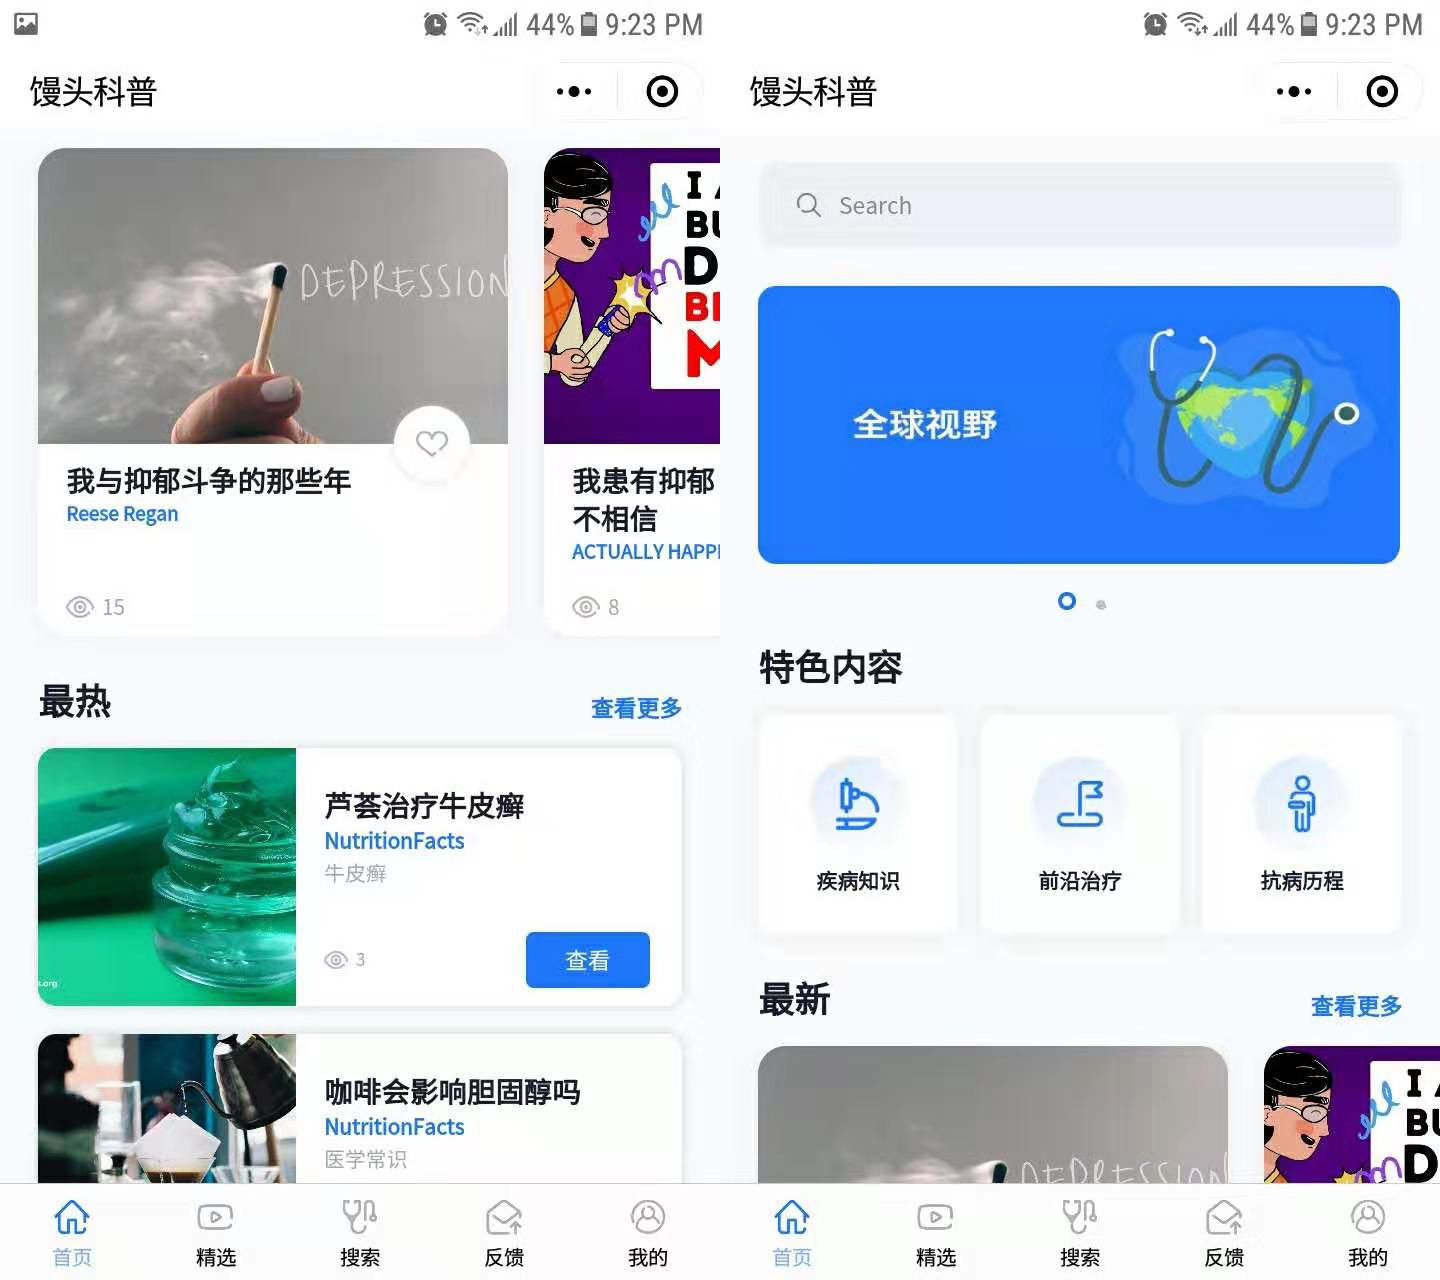 44% 9:23 PM
馒头科普
DEPRESSION
我与抑郁斗争的那些年
Reese Regan
15
I A
BU
D
BE
M
我患有抑郁
不相信
ACTUALLY HAPPE
8
最热
查看更多
芦荟治疗牛皮癣
NutritionFacts
牛皮癣
3
查看
s.org
咖啡会影响胆固醇吗
NutritionFacts
医学常识
首页
精选
搜索
反馈
我的
44% 9:23 PM
馒头科普
Search
全球视野
特色内容
疾病知识
前沿治疗
抗病历程
最新
查看更多
DEPRESSION
I A
BU
D
首页
精选
搜索
反馈
我的